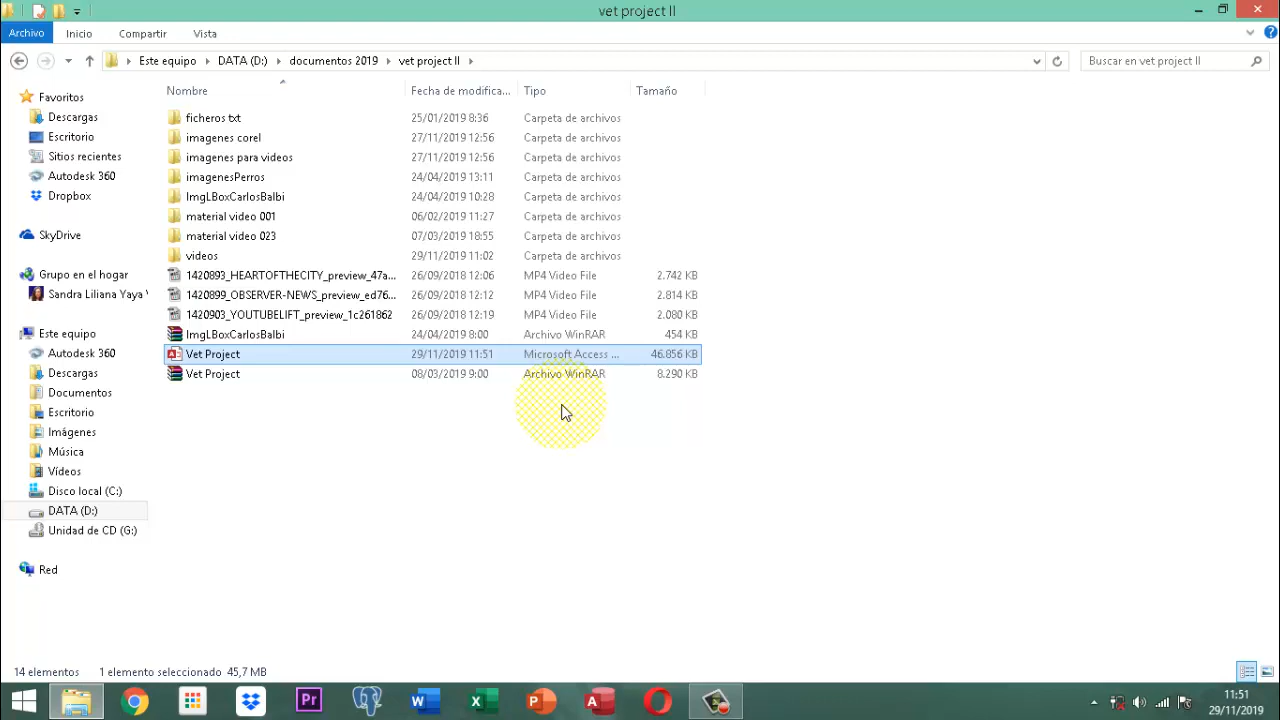 vet project II
Archivo Inicio Compartir Vista
Este equipo DATA (D:) documentos 2019 vet project II Buscar en vet project II
Nombre Fecha de modifica... Tipo Tamaño
ficheros txt 25/01/2019 8:36 Carpeta de archivos
imagenes corel 27/11/2019 12:56 Carpeta de archivos
imagenes para videos 27/11/2019 12:56 Carpeta de archivos
imagenesPerros 24/04/2019 13:11 Carpeta de archivos
ImgLBoxCarlosBalbi 24/04/2019 10:28 Carpeta de archivos
material video 001 06/02/2019 11:27 Carpeta de archivos
material video 023 07/03/2019 18:55 Carpeta de archivos
videos 29/11/2019 11:02 Carpeta de archivos
1420893_HEARTOFTHECITY_preview_47a... 26/09/2018 12:06 MP4 Video File 2.742 KB
1420899_OBSERVER-NEWS_preview_ed76... 26/09/2018 12:12 MP4 Video File 2.814 KB
1420903_YOUTUBELIFT_preview_1c261862 26/09/2018 12:19 MP4 Video File 2.080 KB
ImgLBoxCarlosBalbi 24/04/2019 8:00 Archivo WinRAR 454 KB
Vet Project 29/11/2019 11:51 Microsoft Access ... 46.856 KB
Vet Project 08/03/2019 9:00 Archivo WinRAR 8.290 KB
Favoritos
Descargas
Escritorio
Sitios recientes
Autodesk 360
Dropbox
SkyDrive
Grupo en el hogar
Sandra Liliana Yaya V
Este equipo
Autodesk 360
Descargas
Documentos
Escritorio
Imágenes
Música
Vídeos
Disco local (C:)
DATA (D:)
Unidad de CD (G:)
Red
14 elementos 1 elemento seleccionado 45,7 MB
11:51
29/11/2019